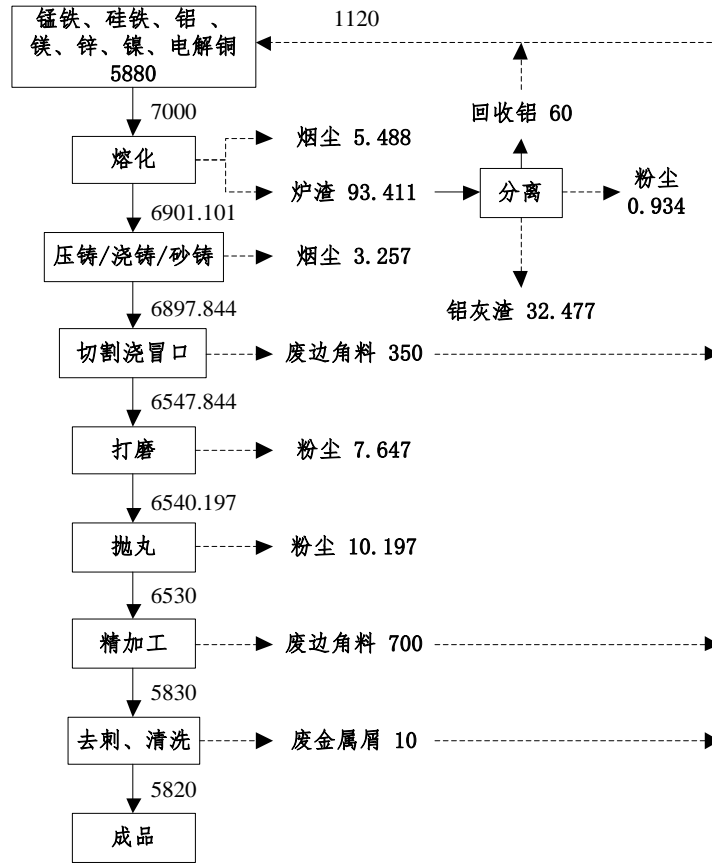 锰铁、硅铁、铝 、
镁、锌、镍、电解铜
5880
1120
7000
回收铝 60
熔化
烟尘 5.488
炉渣 93.411
分离
粉尘
0.934
6901.101
压铸/浇铸/砂铸
烟尘 3.257
铝灰渣 32.477
6897.844
切割浇冒口
废边角料 350
6547.844
打磨
粉尘 7.647
6540.197
抛丸
粉尘 10.197
6530
精加工
废边角料 700
5830
去刺、清洗
废金属屑 10
5820
成品